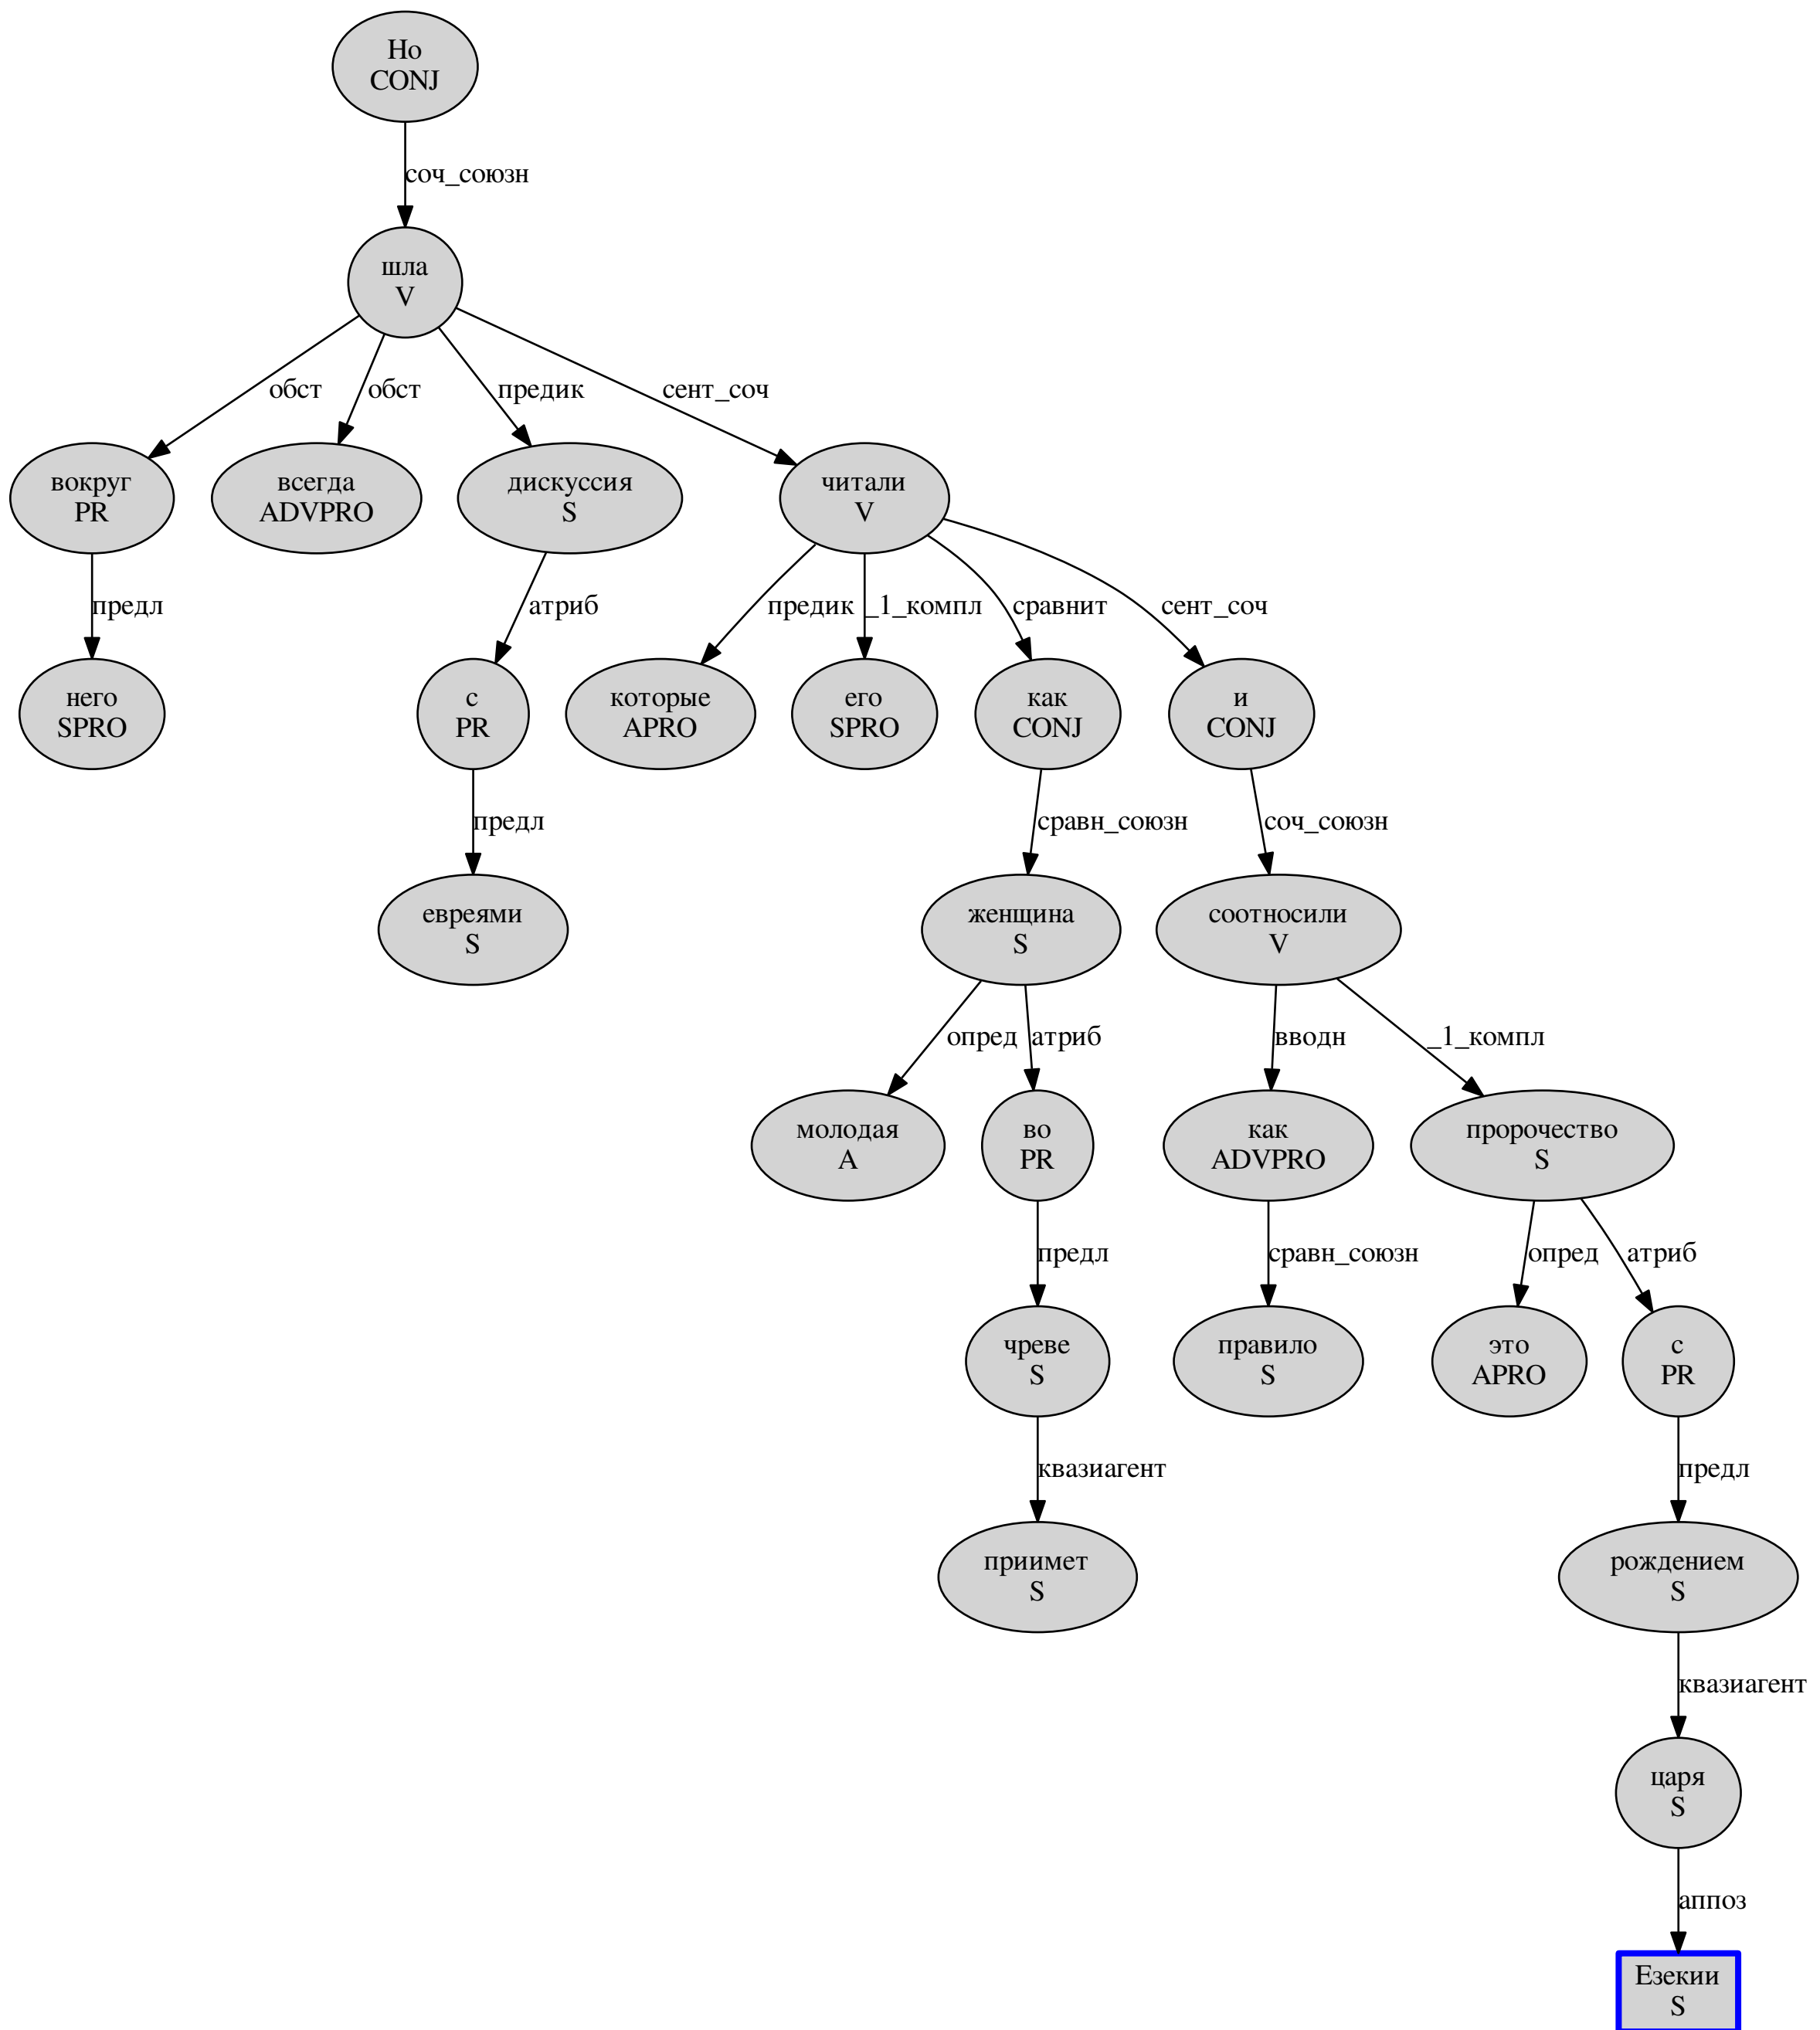 Но
CONJ
соч_союзн
шла
V
обст
обст
предик
сент_соч
вокруг
PR
всегда
ADVPRO
дискуссия
S
читали
V
предл
атриб
предик
_1_компл
сравнит
сент_соч
него
SPRO
с
PR
которые
APRO
его
SPRO
как
CONJ
и
CONJ
предл
сравн_союзн
соч_союзн
евреями
S
женщина
S
соотносили
V
опред
атриб
вводн
_1_компл
молодая
A
во
PR
как
ADVPRO
пророчество
S
предл
сравн_союзн
опред
атриб
чреве
S
правило
S
это
APRO
с
PR
квазиагент
предл
приимет
S
рождением
S
квазиагент
царя
S
аппоз
Езекии
S